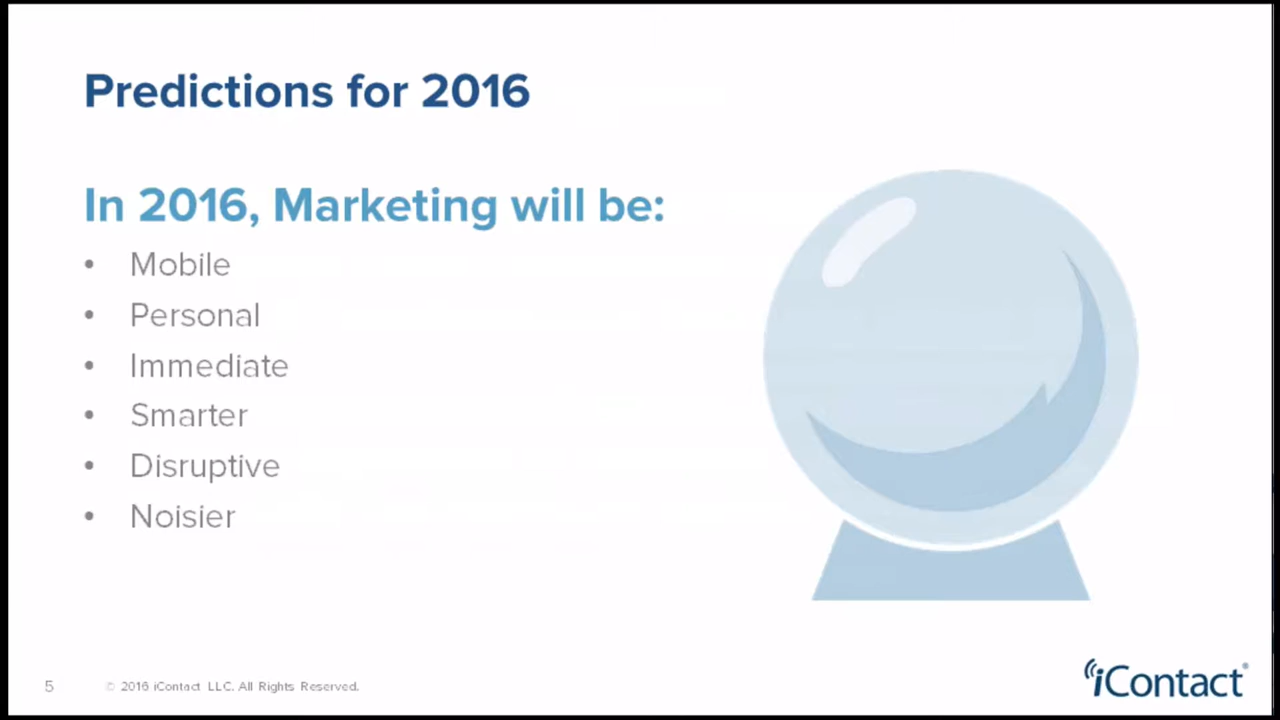 Predictions for 2016
In 2016, Marketing will be:
• Mobile
• Personal
• Immediate
• Smarter
• Disruptive
• Noisier
5 © 2016 iContact LLC. All Rights Reserved.
iContact®